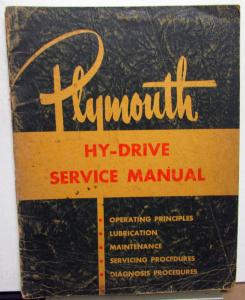 Plymouth
HY-DRIVE
SERVICE MANUAL
OPERATING PRINCIPLES
LUBRICATION
MAINTENANCE
SERVICING PROCEDURES
DIAGNOSIS PROCEDURES